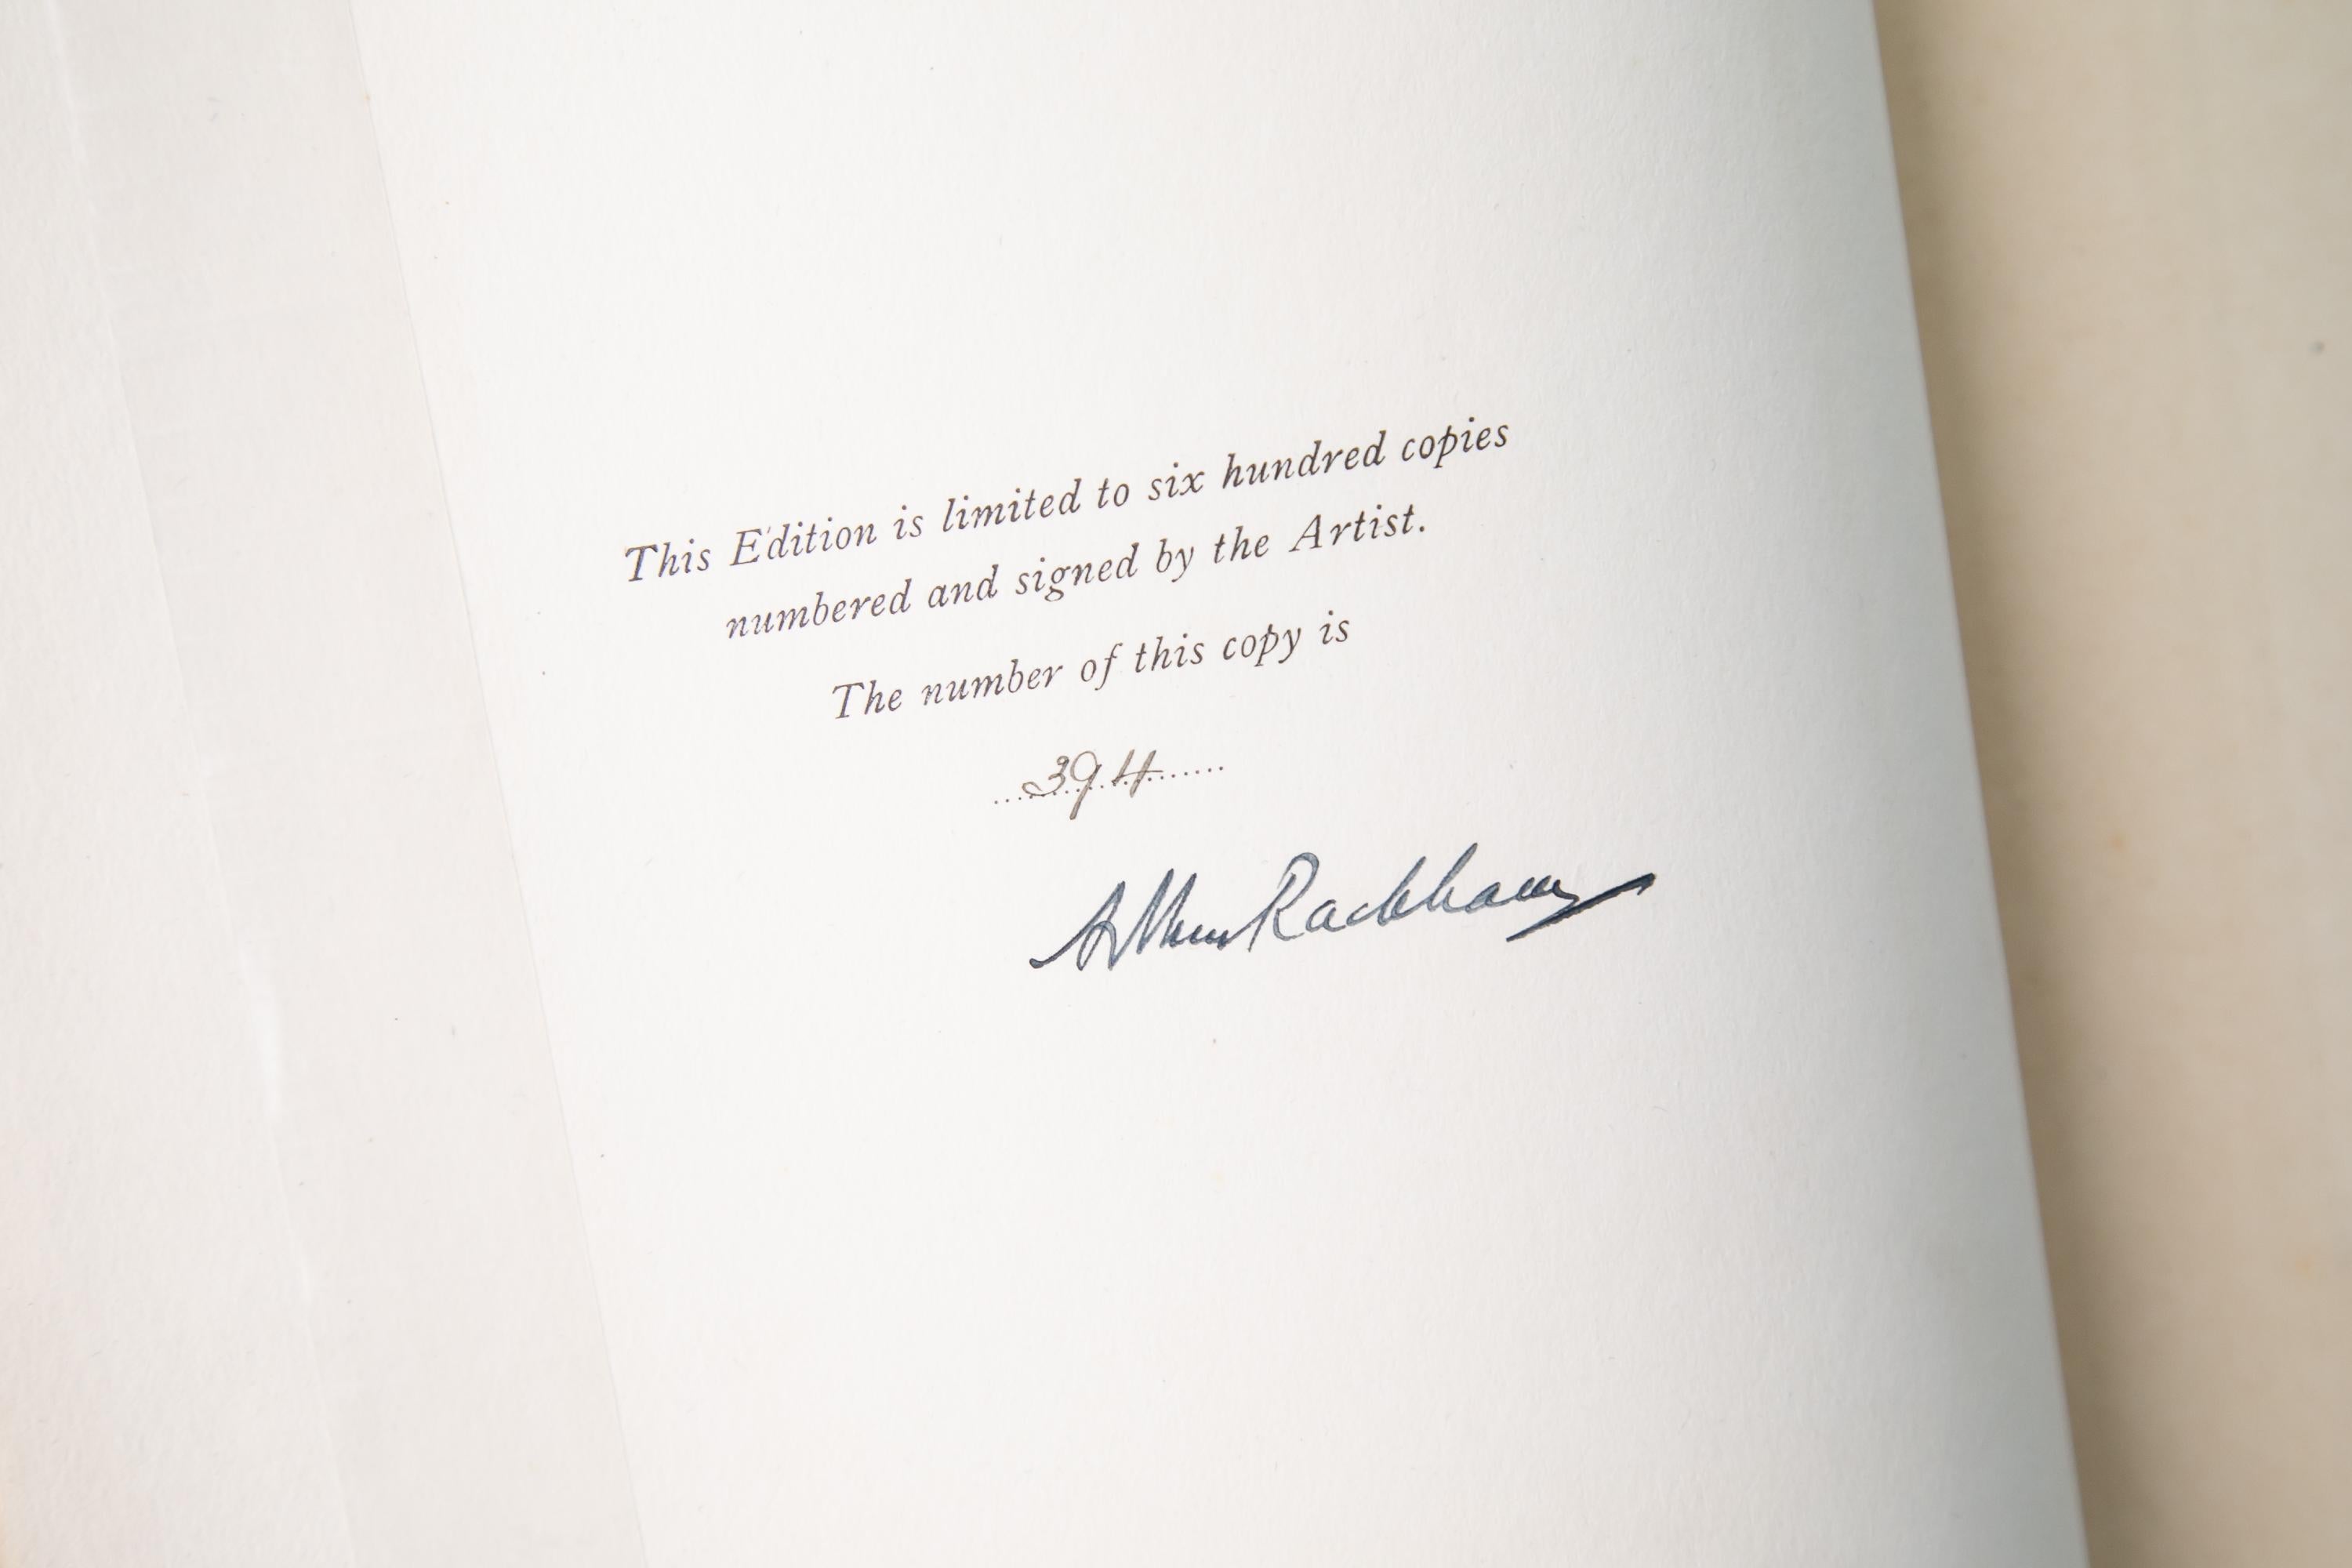 This Edition is limited to six hundred copies
numbered and signed by the Artist.
The number of this copy is
394
Arthur Rackham